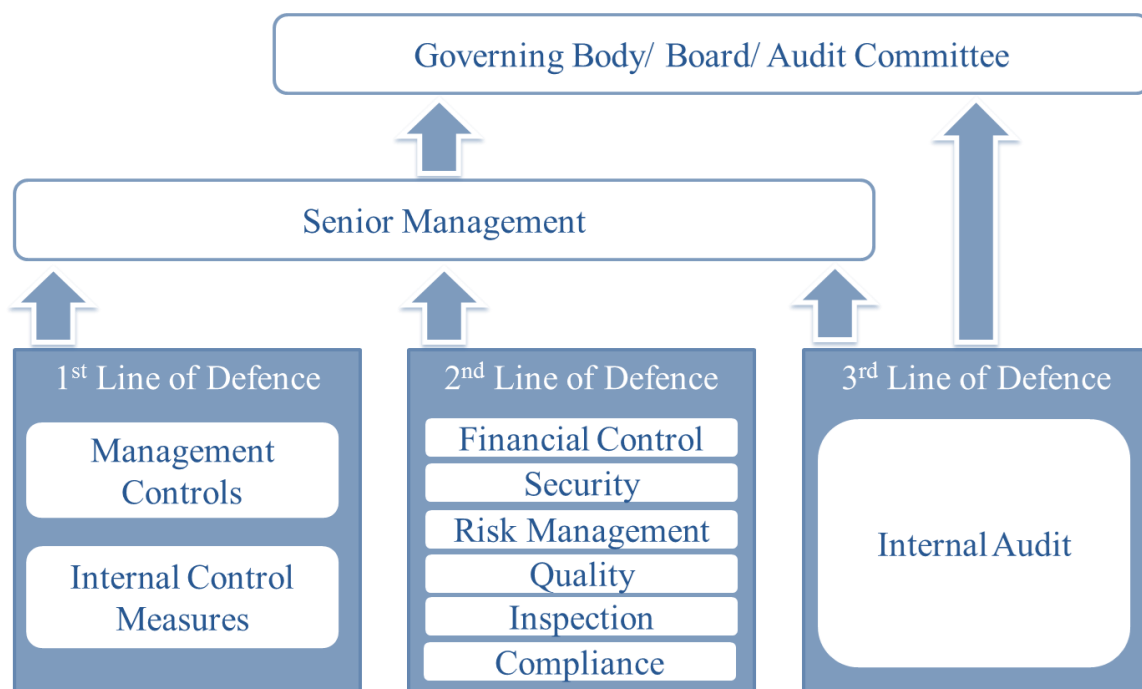 Governing Body/ Board/ Audit Committee
Senior Management
1st Line of Defence
Management
Controls
Internal Control
Measures
2nd Line of Defence
Financial Control
Security
Risk Management
Quality
Inspection
Compliance
3rd Line of Defence
Internal Audit